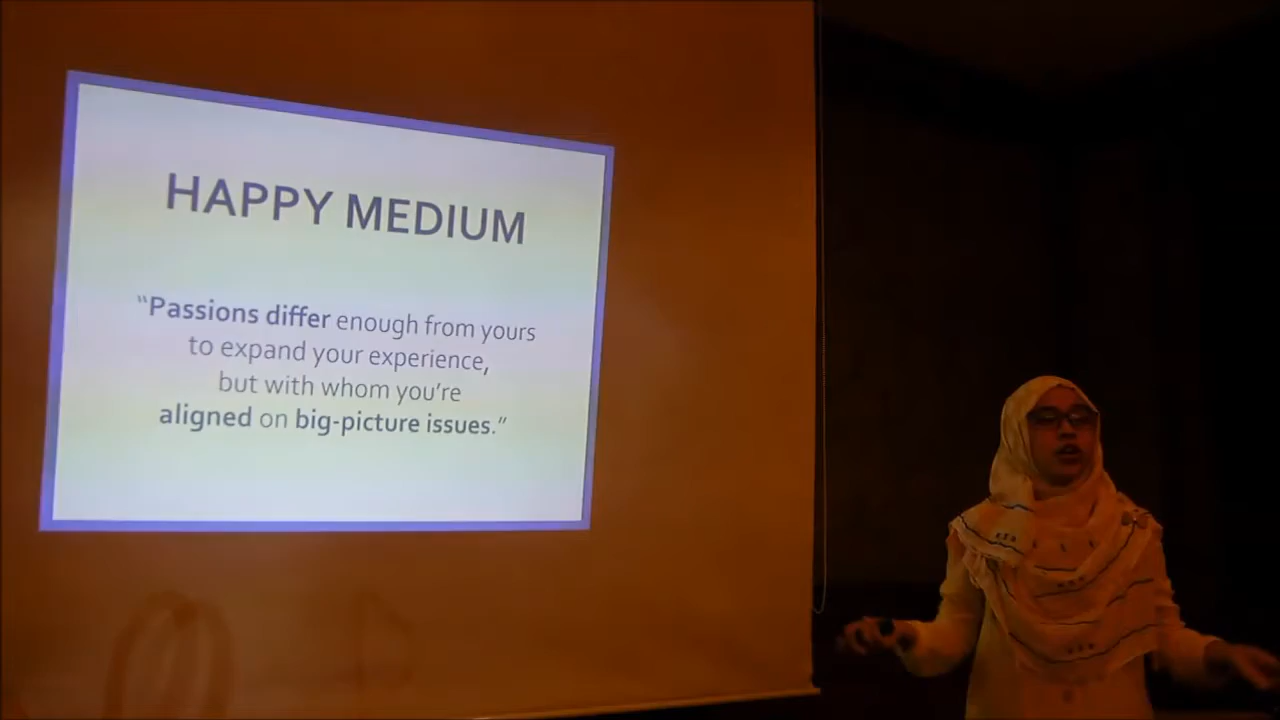 HAPPY MEDIUM
“Passions differ enough from yours
to expand your experience,
but with whom you’re
aligned on big-picture issues.”